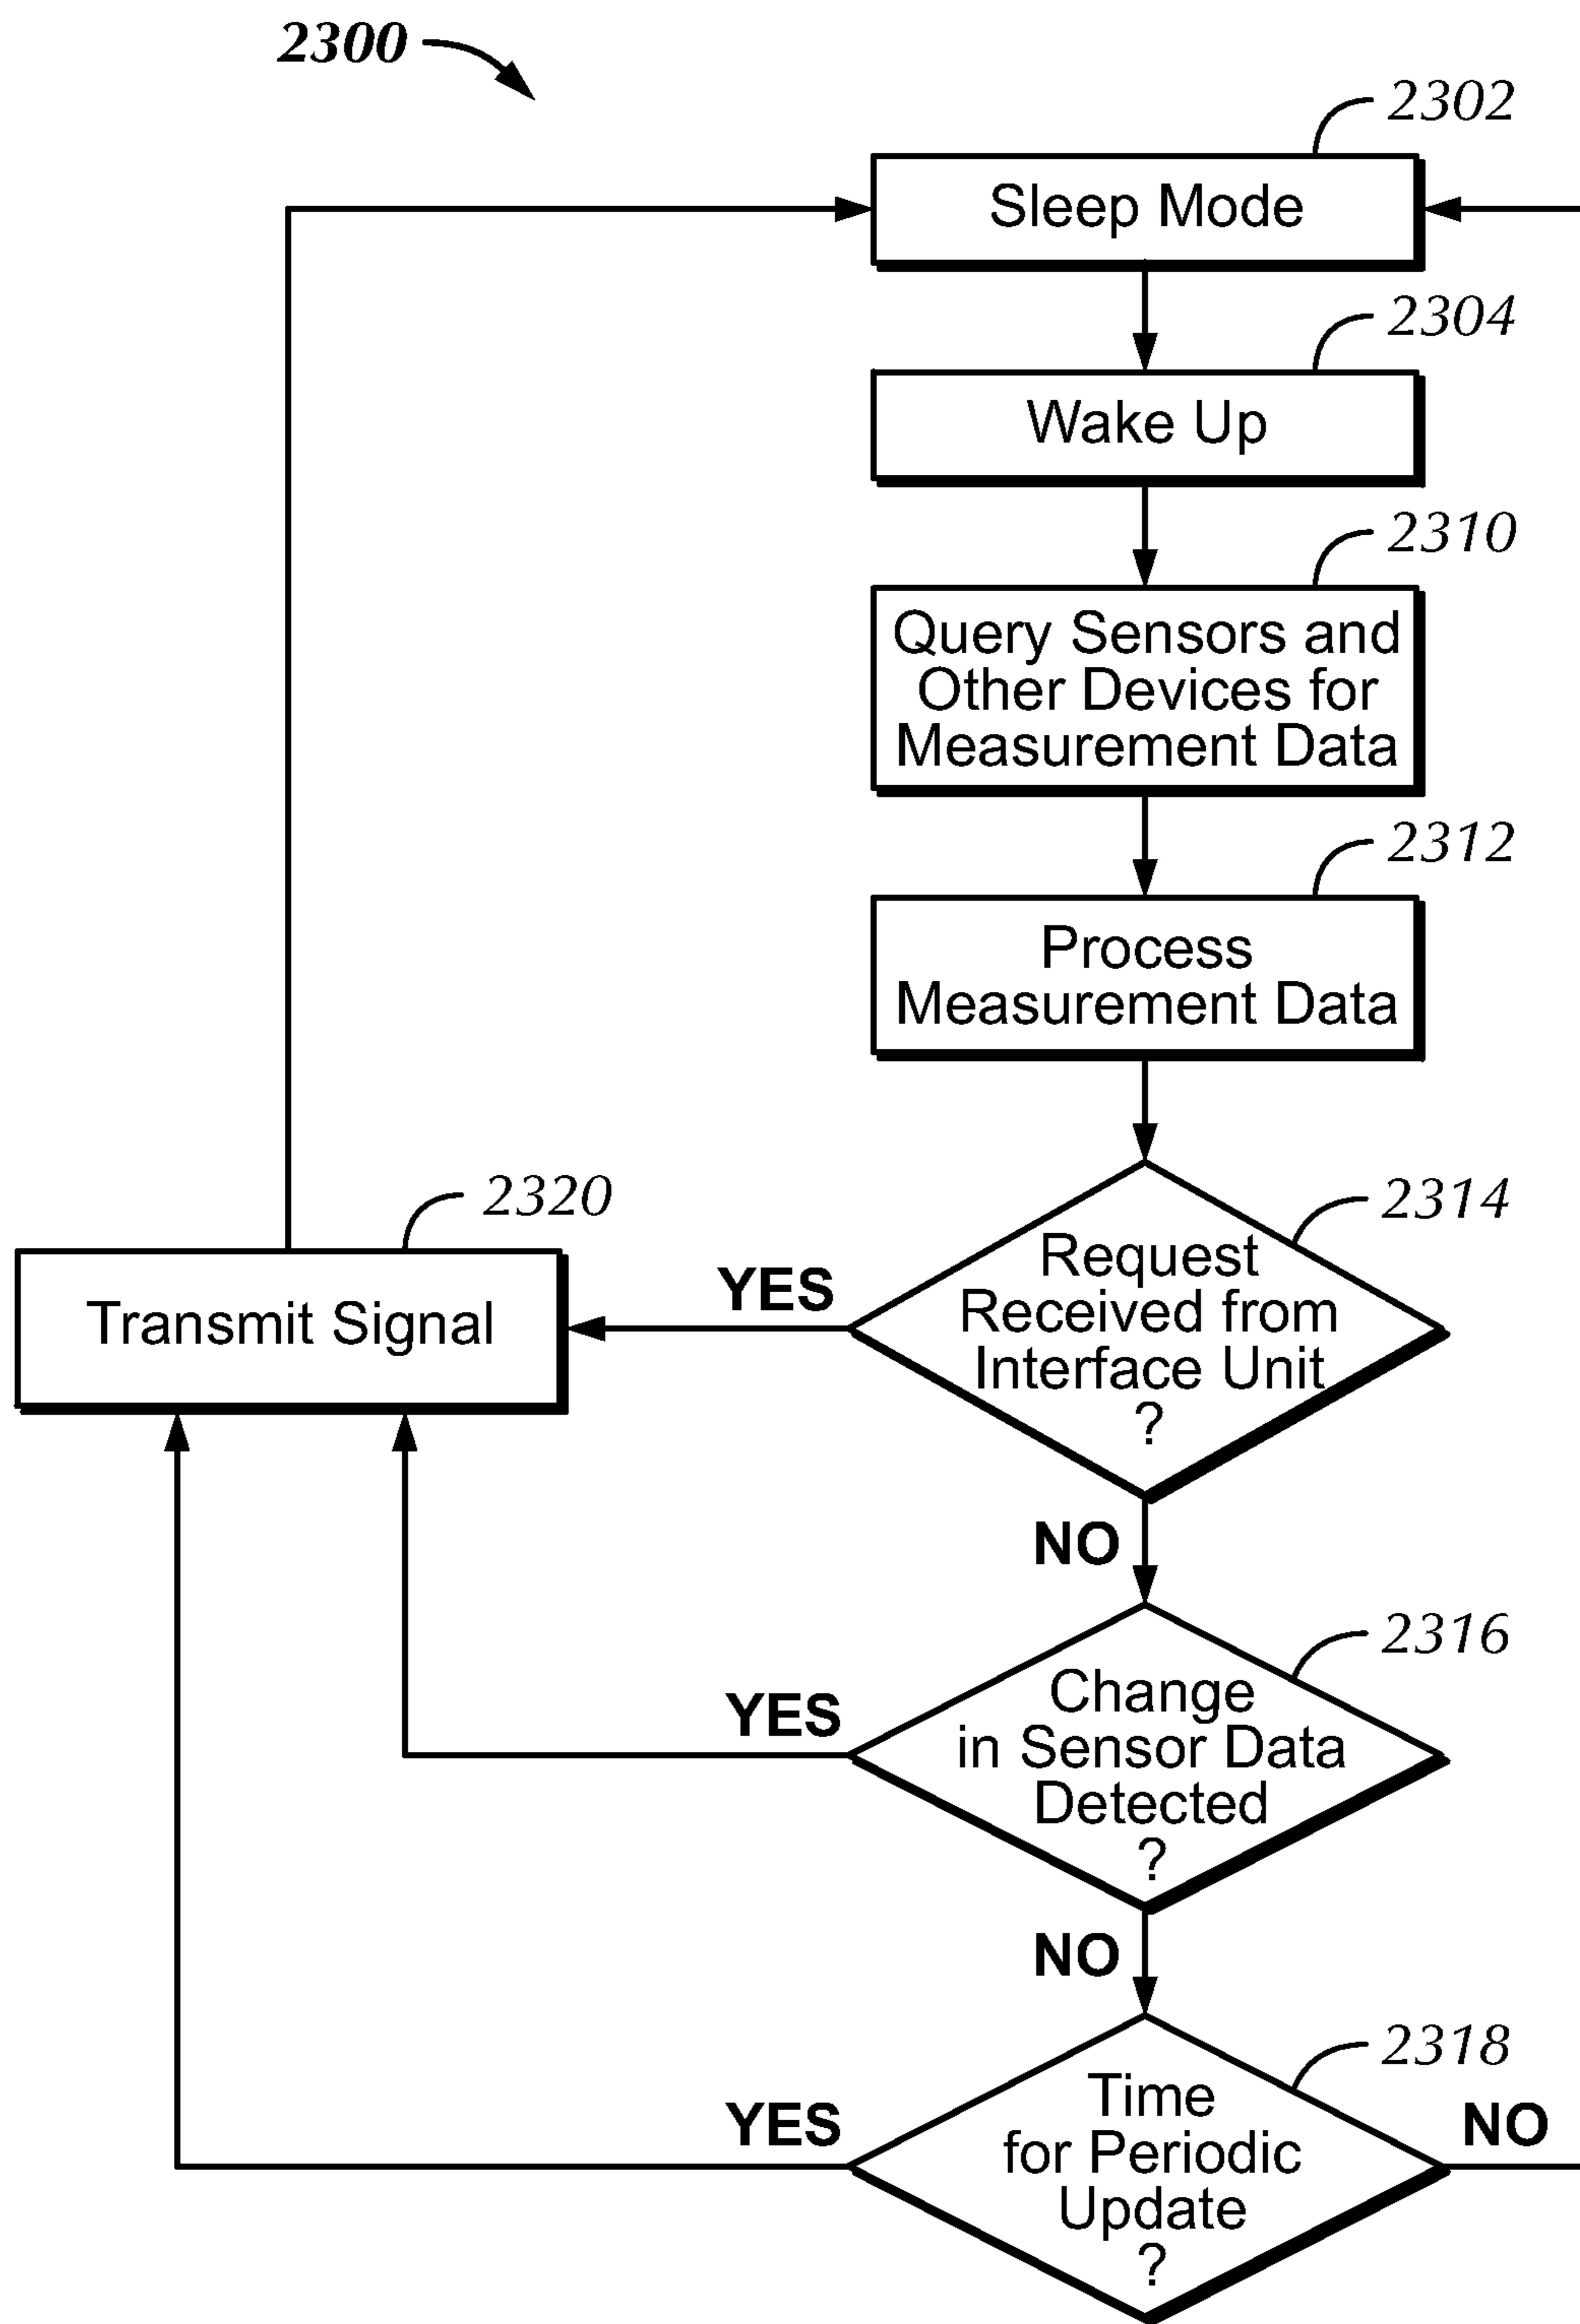 2300
2302
Sleep Mode
2304
Wake Up
2310
Query Sensors and
Other Devices for
Measurement Data
2312
Process
Measurement Data
2320
Transmit Signal
2314
YES
Request
Received from
Interface Unit
?
NO
2316
YES
Change
in Sensor Data
Detected
?
NO
2318
YES
Time
for Periodic
Update
?
NO